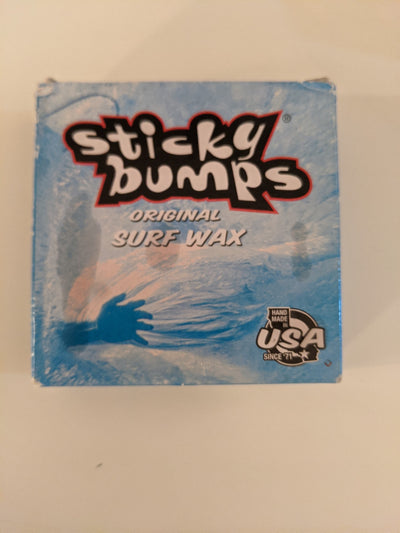 sticky
bumps®
ORIGINAL
SURF WAX
HAND
MADE
IN
USA
SINCE '71